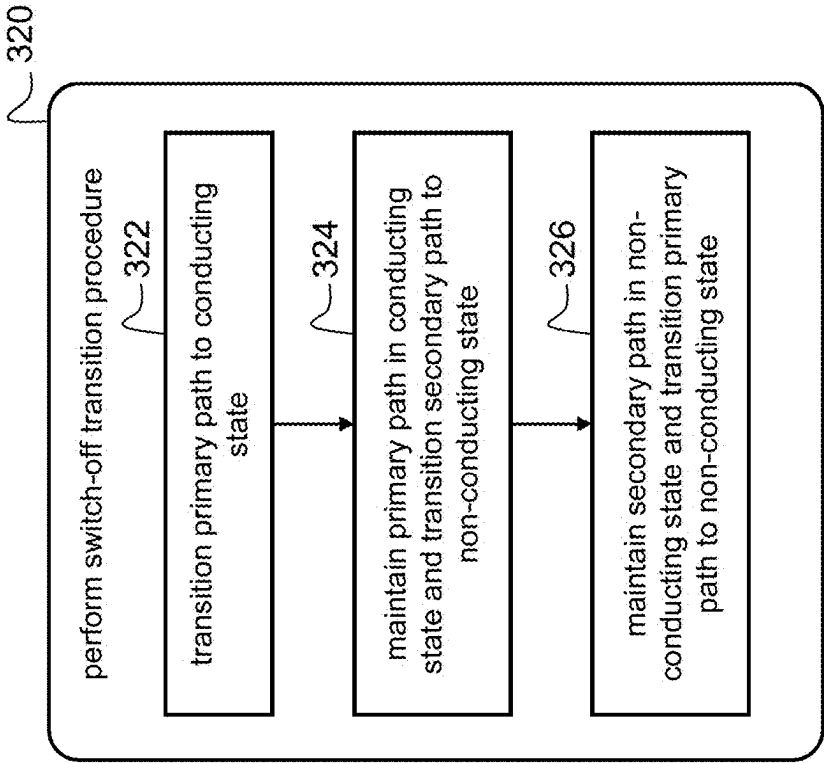 320
perform switch-off transition procedure
322
transition primary path to conducting
state
324
maintain primary path in conducting
state and transition secondary path to
non-conducting state
326
maintain secondary path in non-
conducting state and transition primary
path to non-conducting state